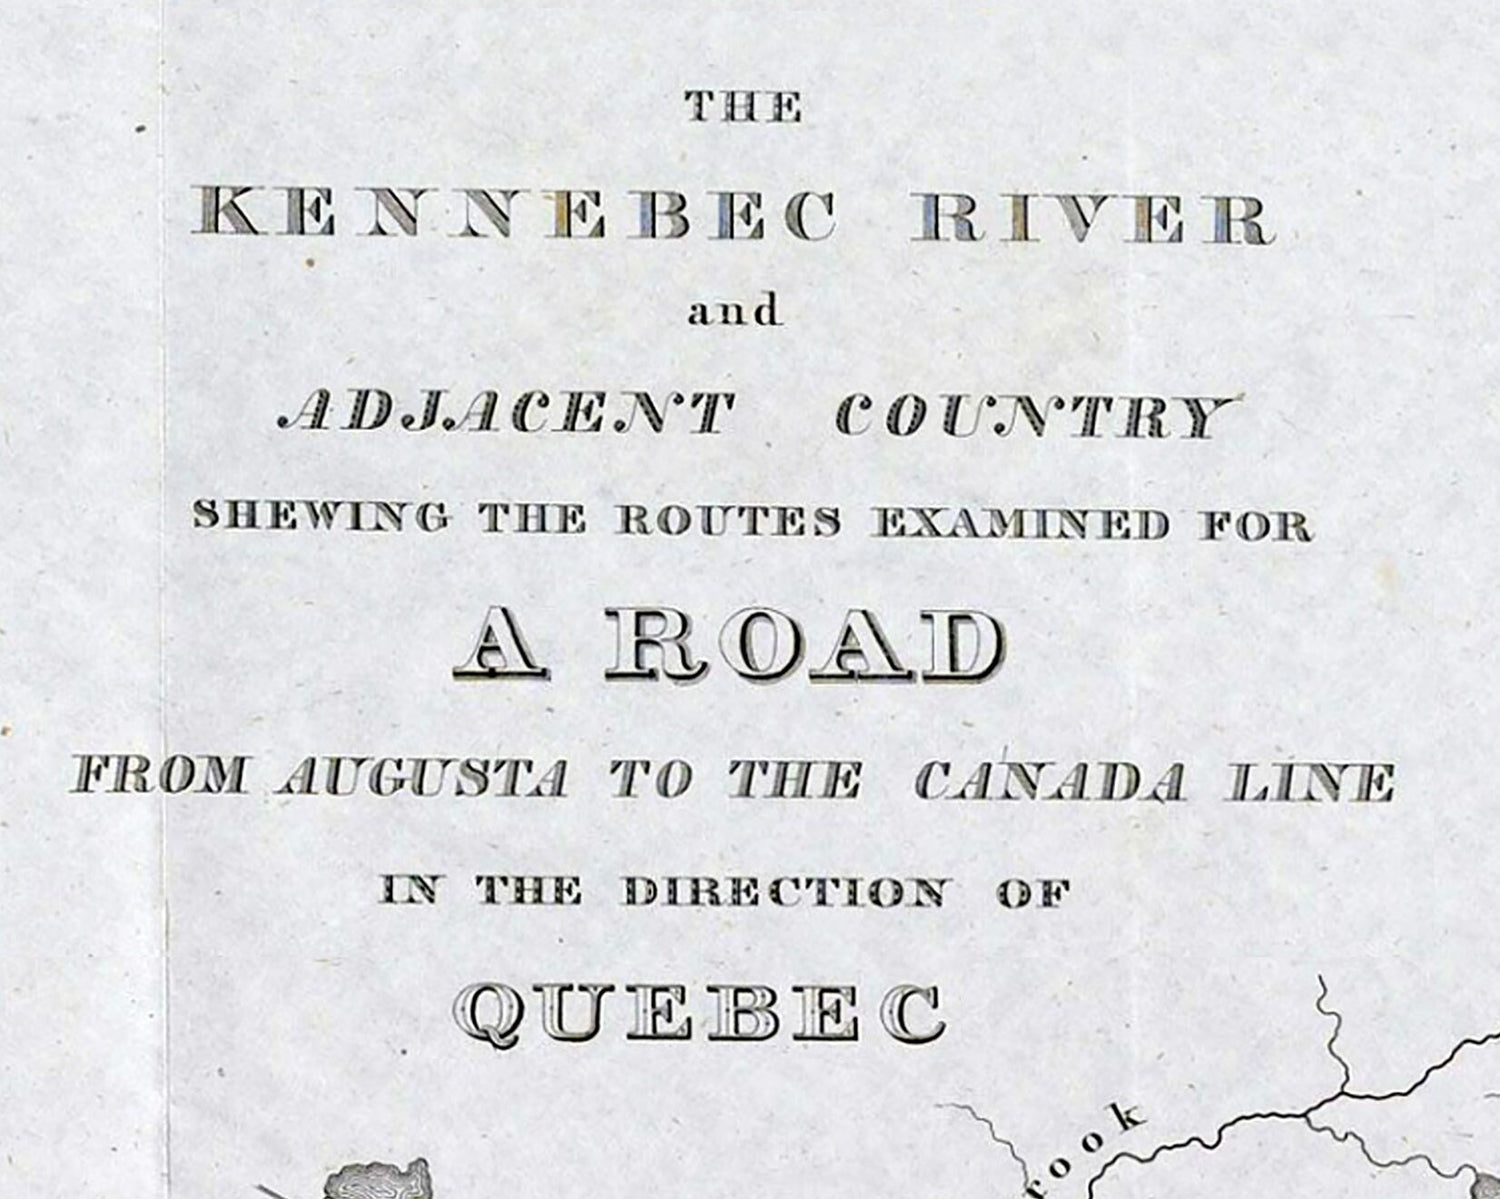 THE
KENNEBEC RIVER
and
ADJACENT COUNTRY
SHEWING THE ROUTES EXAMINED FOR
A ROAD
FROM AUGUSTA TO THE CANADA LINE
IN THE DIRECTION OF
QUEBEC
rook